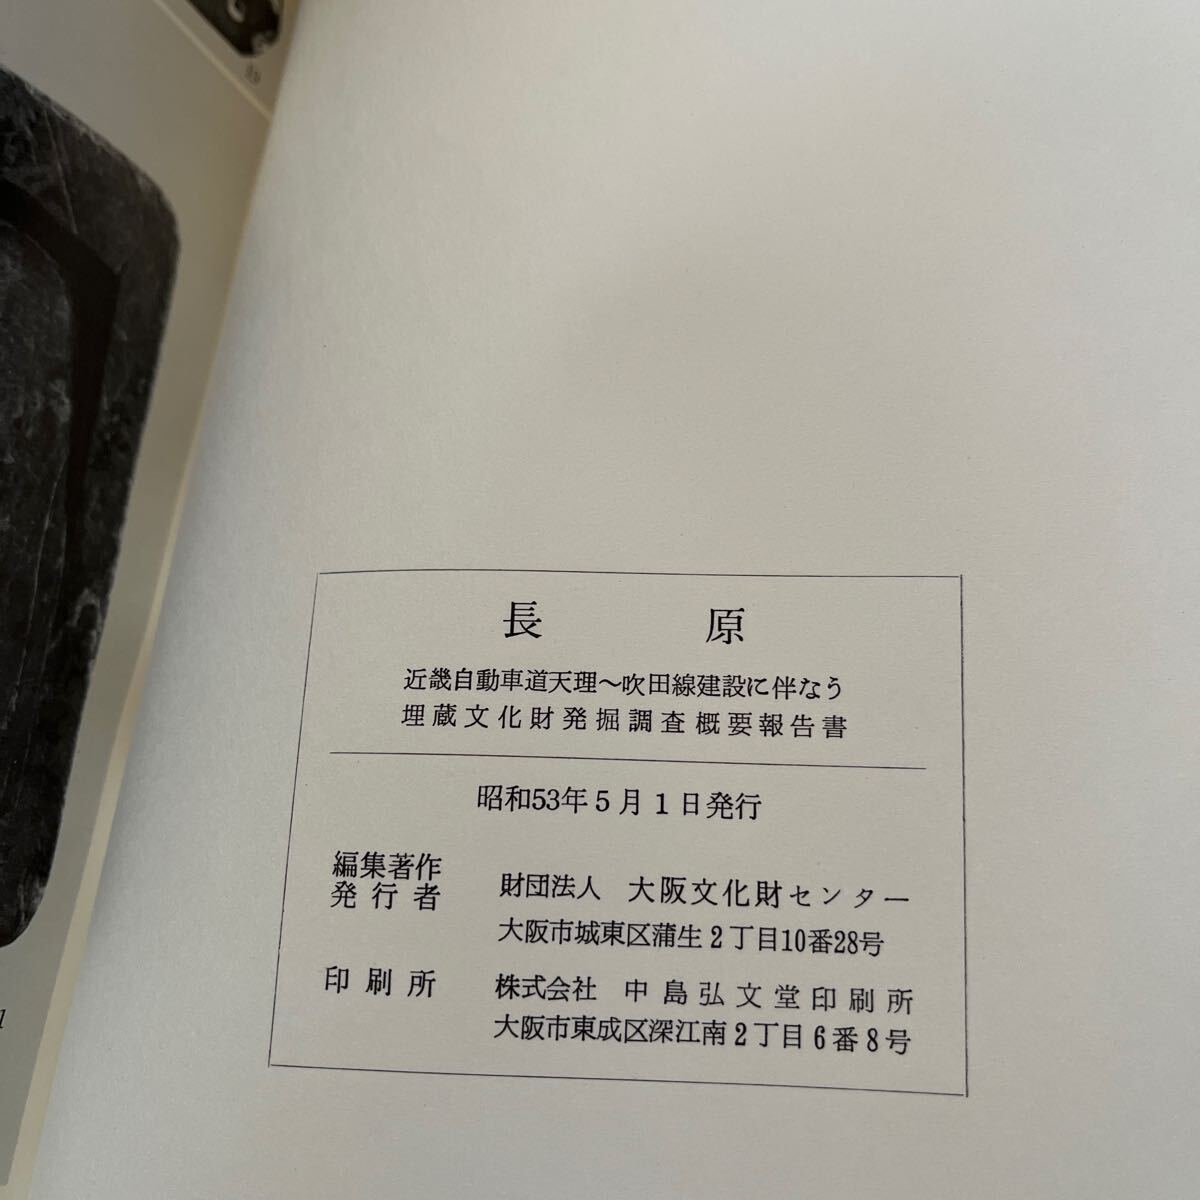 長原
近畿自動車道天理〜吹田線建設に伴なう
埋蔵文化財発掘調査概要報告書
昭和53年5月1日発行
編集著作
発行者
財団法人 大阪文化財センター
大阪市城東区蒲生2丁目10番28号
印刷所
株式会社 中島弘文堂印刷所
大阪市東成区深江南2丁目6番8号